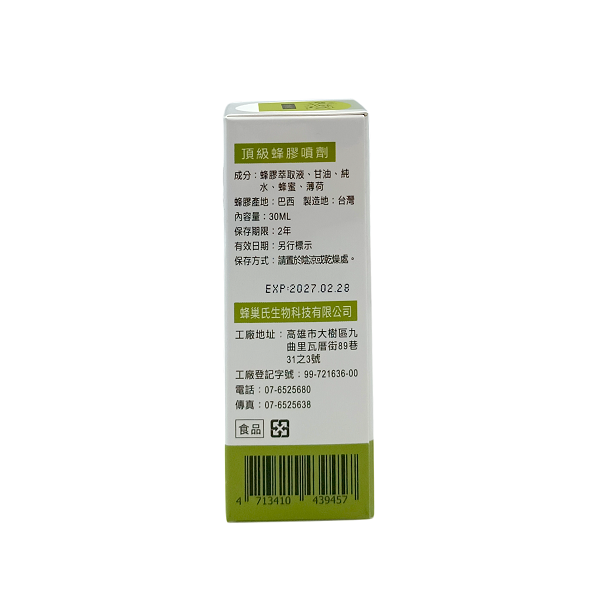 頂級蜂膠噴劑
成分：蜂膠萃取液、甘油、純
水、蜂蜜、薄荷
蜂膠產地：巴西 製造地：台灣
內容量：30ML
保存期限：2年
有效日期：另行標示
保存方式：請置於陰涼或乾燥處。
EXP:2027.02.28
蜂巢氏生物科技有限公司
工廠地址：高雄市大樹區九
曲里瓦厝街89巷
31之3號
工廠登記字號：99-721636-00
電話：07-6525680
傳真：07-6525638
食品
4 713410 439457